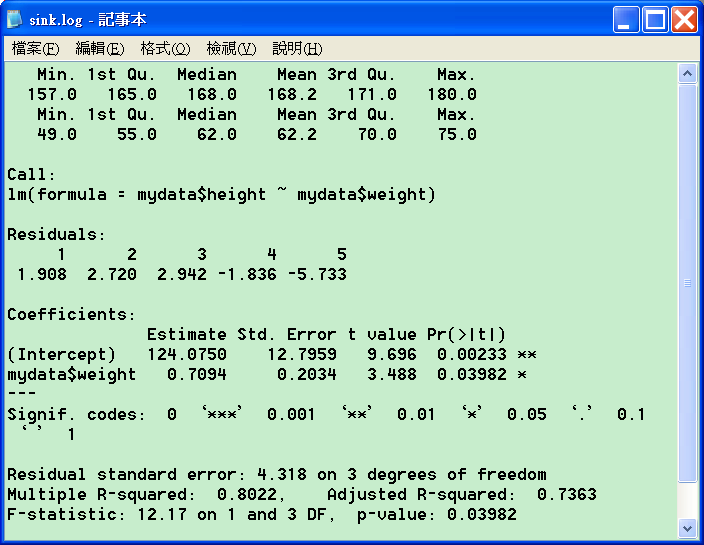 sink.log - 記事本
檔案(F) 編輯(E) 格式(O) 檢視(V) 說明(H)
   Min. 1st Qu.  Median    Mean 3rd Qu.    Max.
  157.0   165.0   168.0   168.2   171.0   180.0
   Min. 1st Qu.  Median    Mean 3rd Qu.    Max.
   49.0    55.0    62.0    62.2    70.0    75.0
Call:
lm(formula = mydata$height ~ mydata$weight)
Residuals:
     1      2      3      4      5
 1.908  2.720  2.942 -1.836 -5.733
Coefficients:
              Estimate Std. Error t value Pr(>|t|)
(Intercept)   124.0750    12.7959   9.696  0.00233 **
mydata$weight   0.7094     0.2034   3.488  0.03982 *
---
Signif. codes:  0  ‘***’  0.001  ‘**’  0.01  ‘*’  0.05  ‘.’  0.1
 ‘ ’  1
Residual standard error: 4.318 on 3 degrees of freedom
Multiple R-squared:  0.8022,    Adjusted R-squared:  0.7363
F-statistic: 12.17 on 1 and 3 DF,  p-value: 0.03982